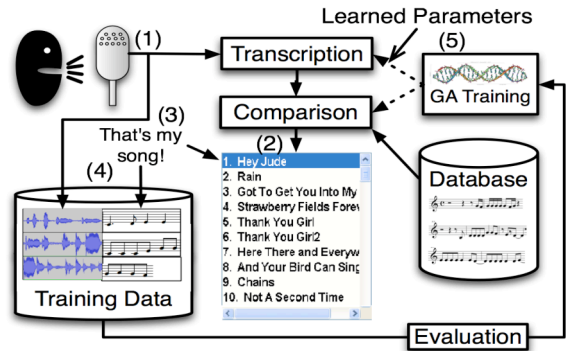 Learned Parameters
(1)
Transcription
(5)
GA Training
(3)
Comparison
That's my
song!
(2)
(4)
1. Hey Jude
2. Rain
3. Got To Get You Into My
4. Strawberry Fields Forev
5. Thank You Girl
6. Thank You Girl2
7. Here There and Everyw
8. And Your Bird Can Sing
9. Chains
10. Not A Second Time
Database
Training Data
Evaluation